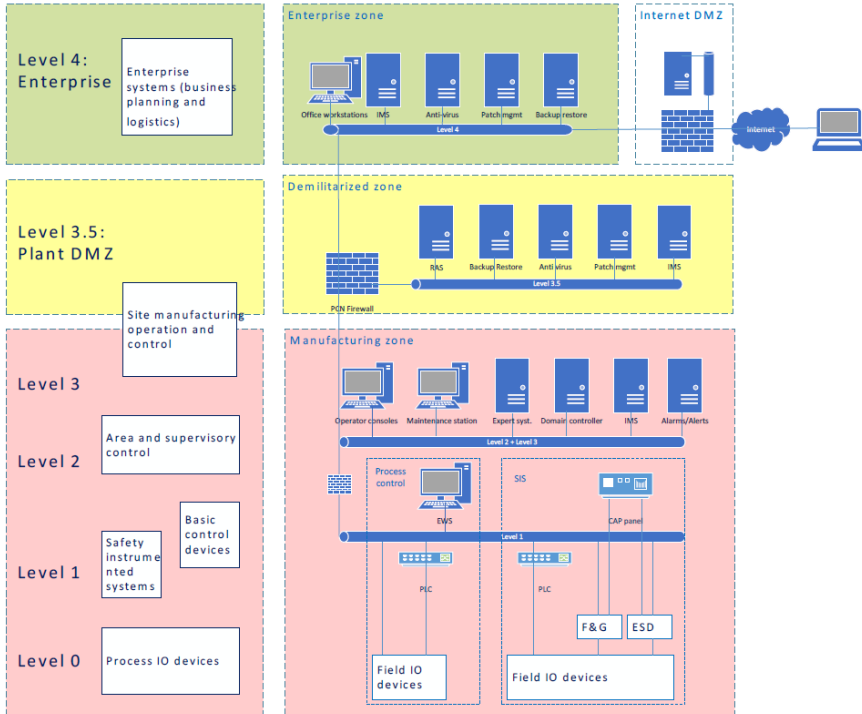 Level 4:
Enterprise
Enterprise
systems (business
planning and
logistics)
Enterprise zone
Office workstations
IMS
Anti-virus
Patch mgmt
Backup restore
Level 4
Internet DMZ
Internet
Level 3.5:
Plant DMZ
Demilitarized zone
RAS
Backup Restore
Antivirus
Patch mgmt
IMS
Level 3.5
PCN Firewall
Site manufacturing
operation and
control
Level 3
Manufacturing zone
Operator consoles
Maintenance station
Expert syst.
Domain controller
IMS
Alarms/Alerts
Level 2 + Level 3
Level 2
Area and supervisory
control
Process
control
EWS
SIS
CAP panel
Level 1
Basic
control
devices
Level 1
Safety
instrume
nted
systems
PLC
PLC
F&G
ESD
Level 0
Process IO devices
Field IO
devices
Field IO devices